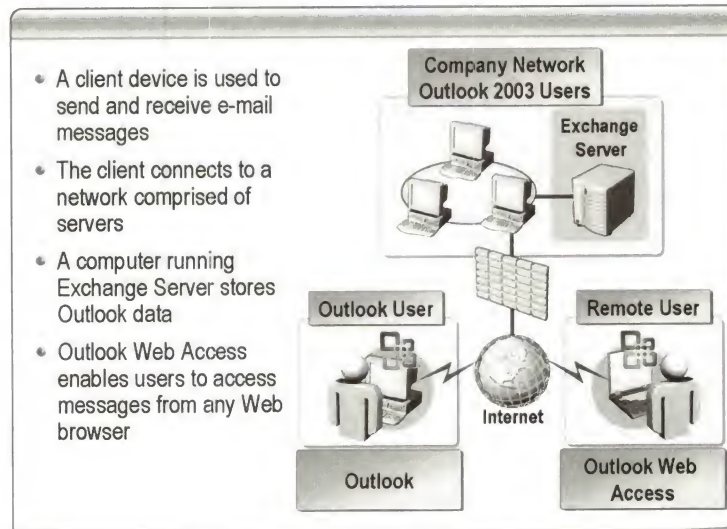 • A client device is used to
send and receive e-mail
messages
• The client connects to a
network comprised of
servers
• A computer running
Exchange Server stores
Outlook data
• Outlook Web Access
enables users to access
messages from any Web
browser
Company Network
Outlook 2003 Users
Exchange
Server
Outlook User
Remote User
Internet
Outlook
Outlook Web
Access